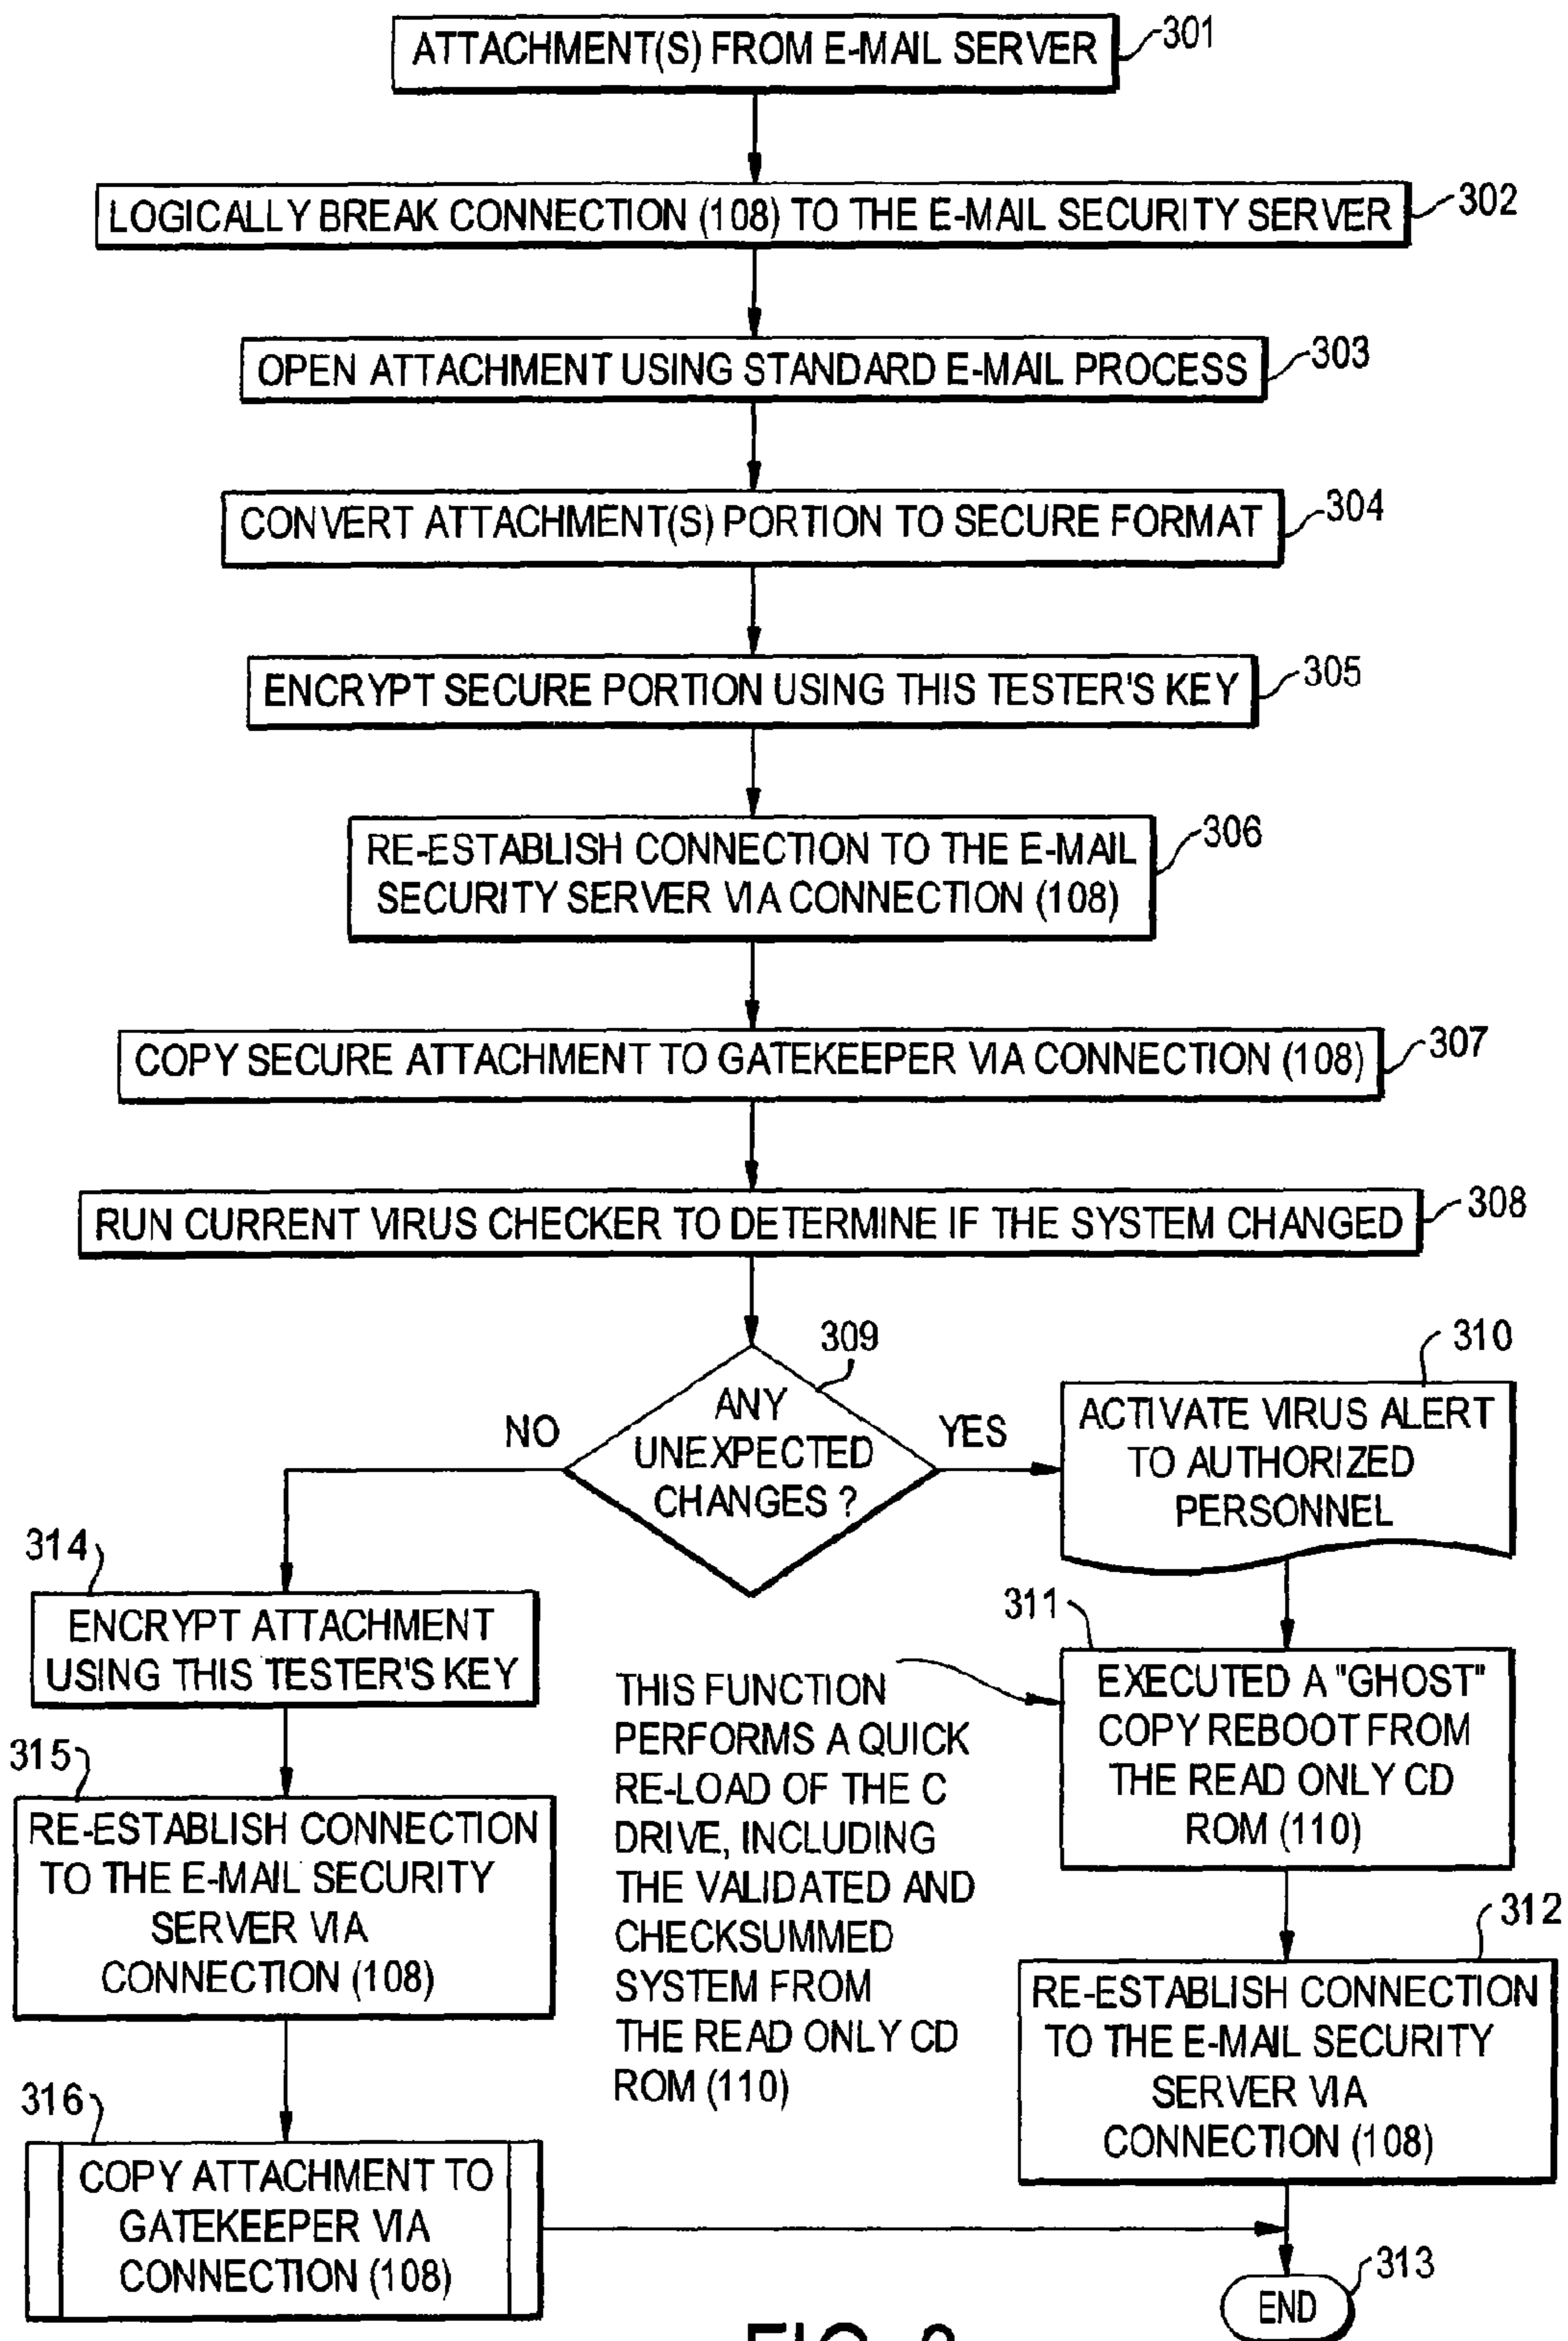 ATTACHMENT(S) FROM E-MAIL SERVER
301
LOGICALLY BREAK CONNECTION (108) TO THE E-MAIL SECURITY SERVER
302
OPEN ATTACHMENT USING STANDARD E-MAIL PROCESS
303
CONVERT ATTACHMENT(S) PORTION TO SECURE FORMAT
304
ENCRYPT SECURE PORTION USING THIS TESTER'S KEY
305
RE-ESTABLISH CONNECTION TO THE E-MAIL
SECURITY SERVER VIA CONNECTION (108)
306
COPY SECURE ATTACHMENT TO GATEKEEPER VIA CONNECTION (108)
307
RUN CURRENT VIRUS CHECKER TO DETERMINE IF THE SYSTEM CHANGED
308
309
ANY
UNEXPECTED
CHANGES ?
NO
YES
310
ACTIVATE VIRUS ALERT
TO AUTHORIZED
PERSONNEL
314
ENCRYPT ATTACHMENT
USING THIS TESTER'S KEY
311
EXECUTED A "GHOST"
COPY REBOOT FROM
THE READ ONLY CD
ROM (110)
THIS FUNCTION
PERFORMS A QUICK
RE-LOAD OF THE C
DRIVE, INCLUDING
THE VALIDATED AND
CHECKSUMMED
SYSTEM FROM
THE READ ONLY CD
ROM (110)
315
RE-ESTABLISH CONNECTION
TO THE E-MAIL SECURITY
SERVER VIA
CONNECTION (108)
312
RE-ESTABLISH CONNECTION
TO THE E-MAIL SECURITY
SERVER VIA
CONNECTION (108)
316
COPY ATTACHMENT TO
GATEKEEPER VIA
CONNECTION (108)
313
END
FIG.